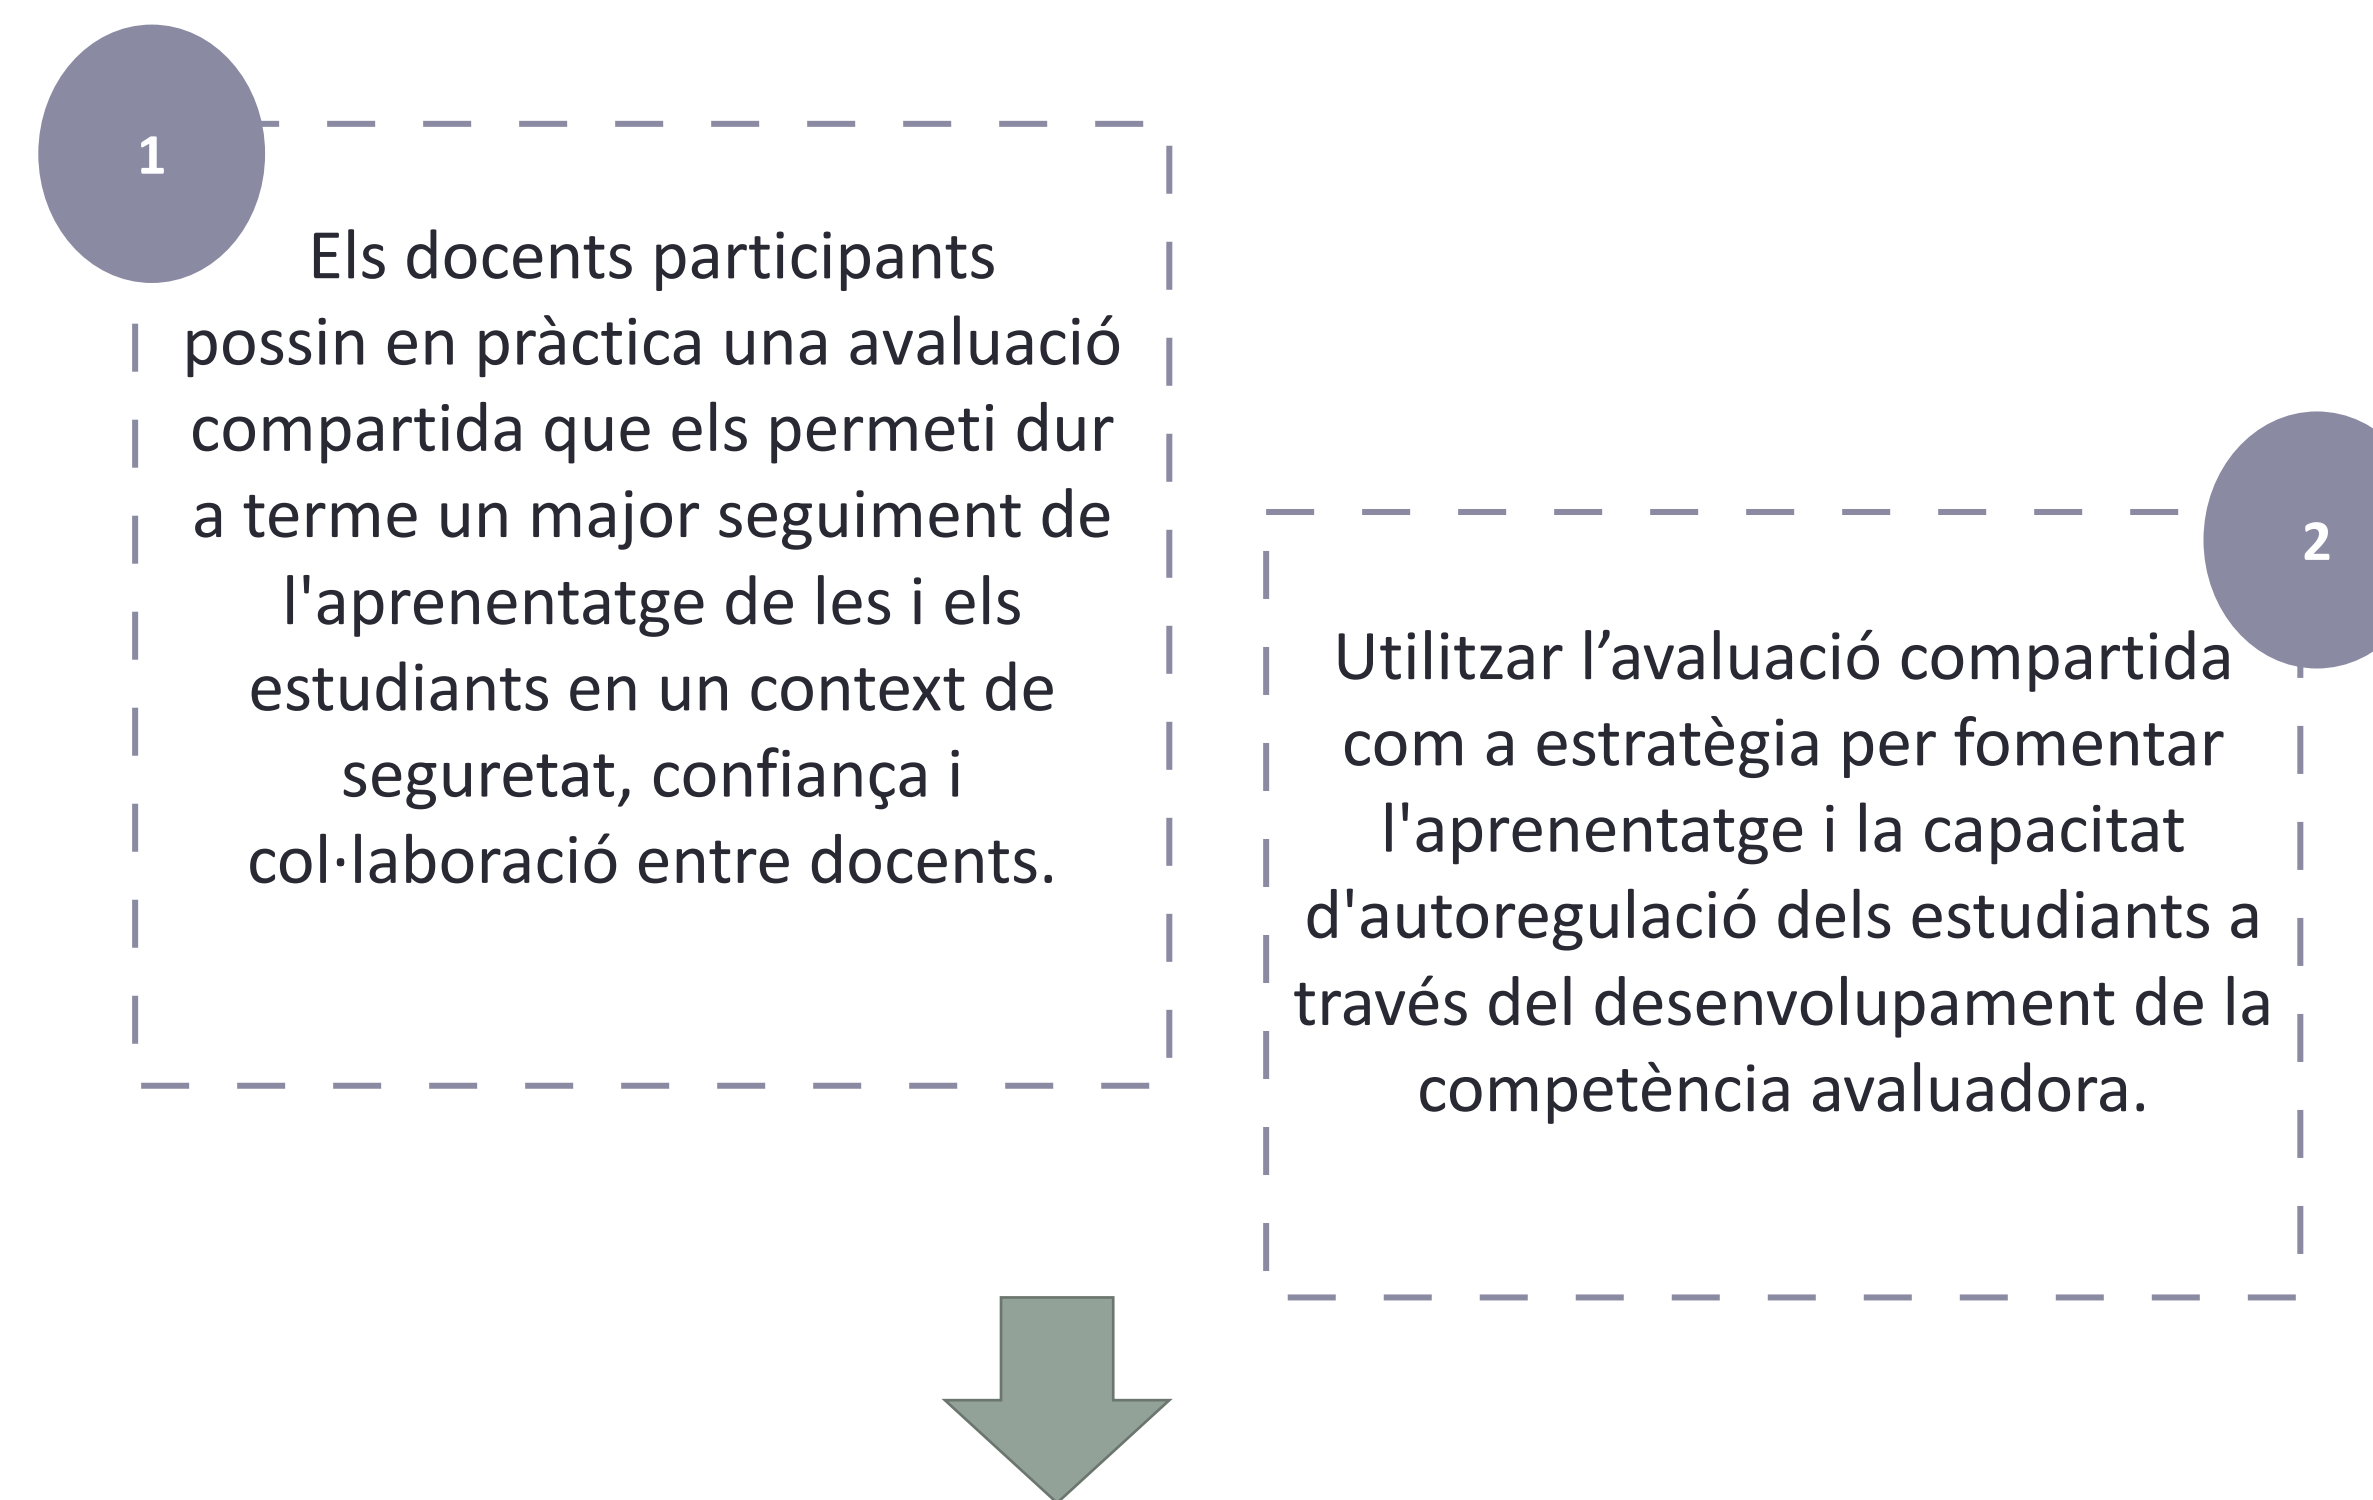 1
Els docents participants
possin en pràctica una avaluació
compartida que els permeti dur
a terme un major seguiment de
l'aprenentatge de les i els
estudiants en un context de
seguretat, confiança i
col·laboració entre docents.
2
Utilitzar l’avaluació compartida
com a estratègia per fomentar
l'aprenentatge i la capacitat
d'autoregulació dels estudiants a
través del desenvolupament de la
competència avaluadora.